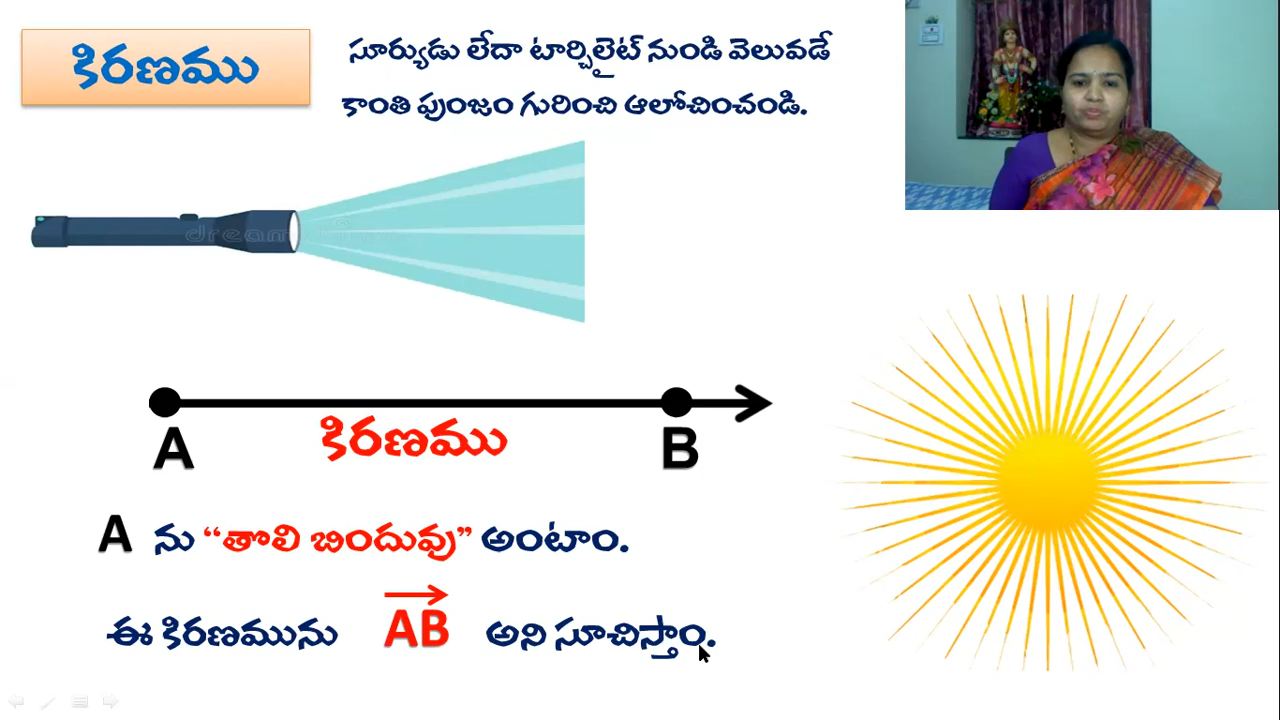 కిరణము
సూర్యుడు లేదా టార్చిలైట్ నుండి వెలువడే
కాంతి పుంజం గురించి ఆలోచించండి.
A B
కిరణము
A ను “తొలి బిందువు” అంటాం.
ఈ కిరణమును AB అని సూచిస్తాం.